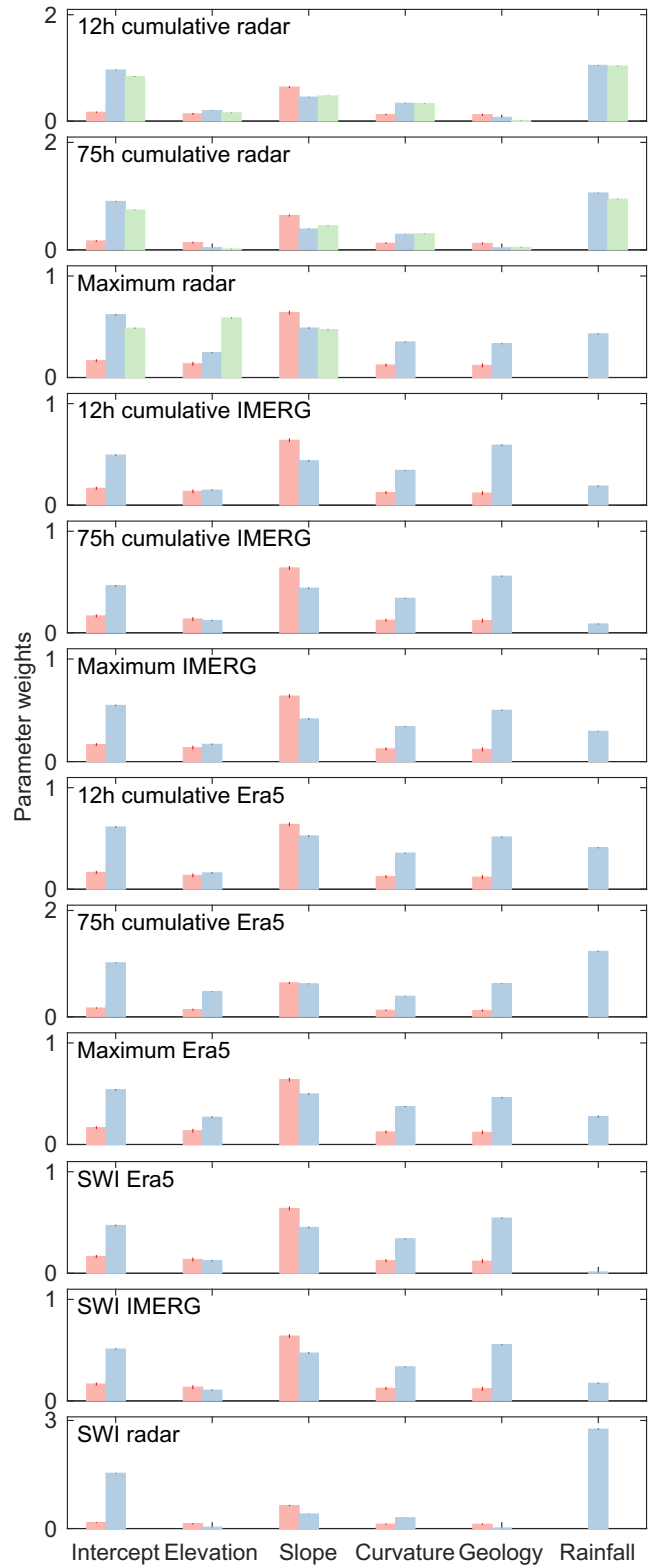 2
12h cumulative radar
0
2
75h cumulative radar
0
1
Maximum radar
0
1
12h cumulative IMERG
0
1
75h cumulative IMERG
0
1
Maximum IMERG
0
Parameter weights
1
12h cumulative Era5
0
2
75h cumulative Era5
0
1
Maximum Era5
0
1
SWI Era5
0
1
SWI IMERG
0
3
SWI radar
0
Intercept Elevation Slope Curvature Geology Rainfall